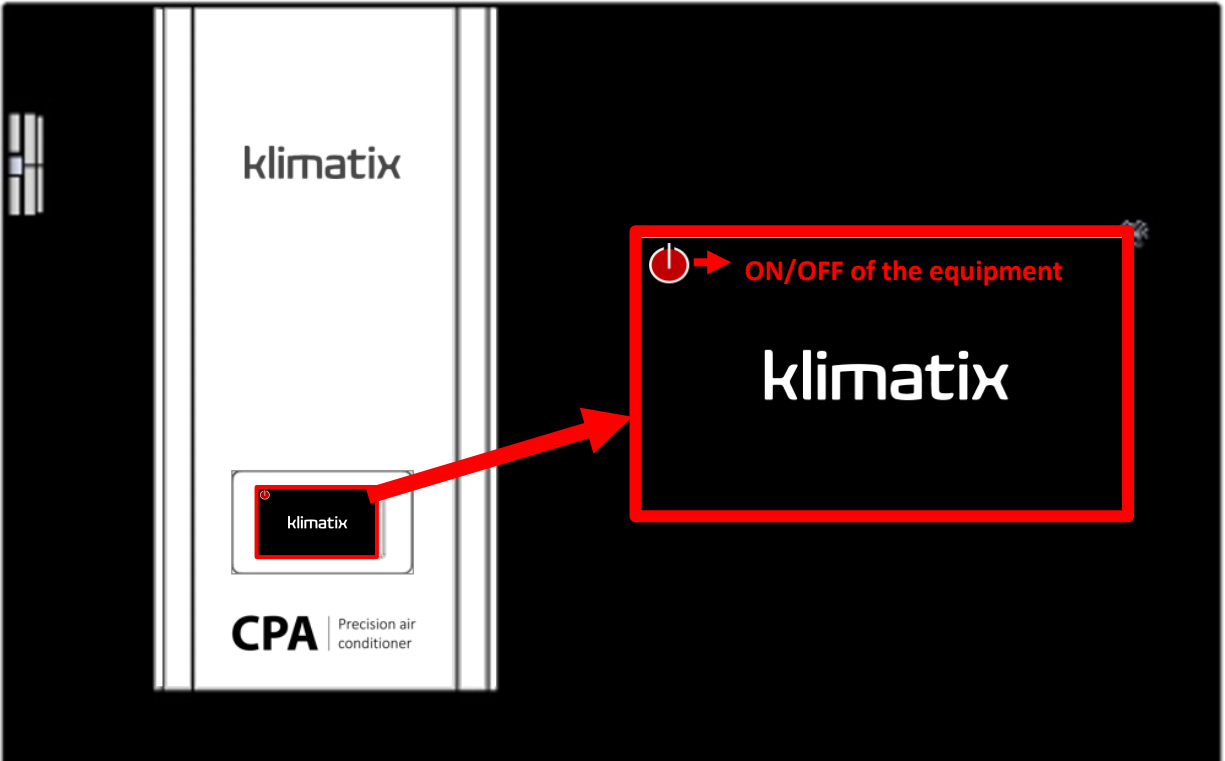 klimatix
ON/OFF of the equipment
klimatix
klimatix
CPA
Precision air
conditioner